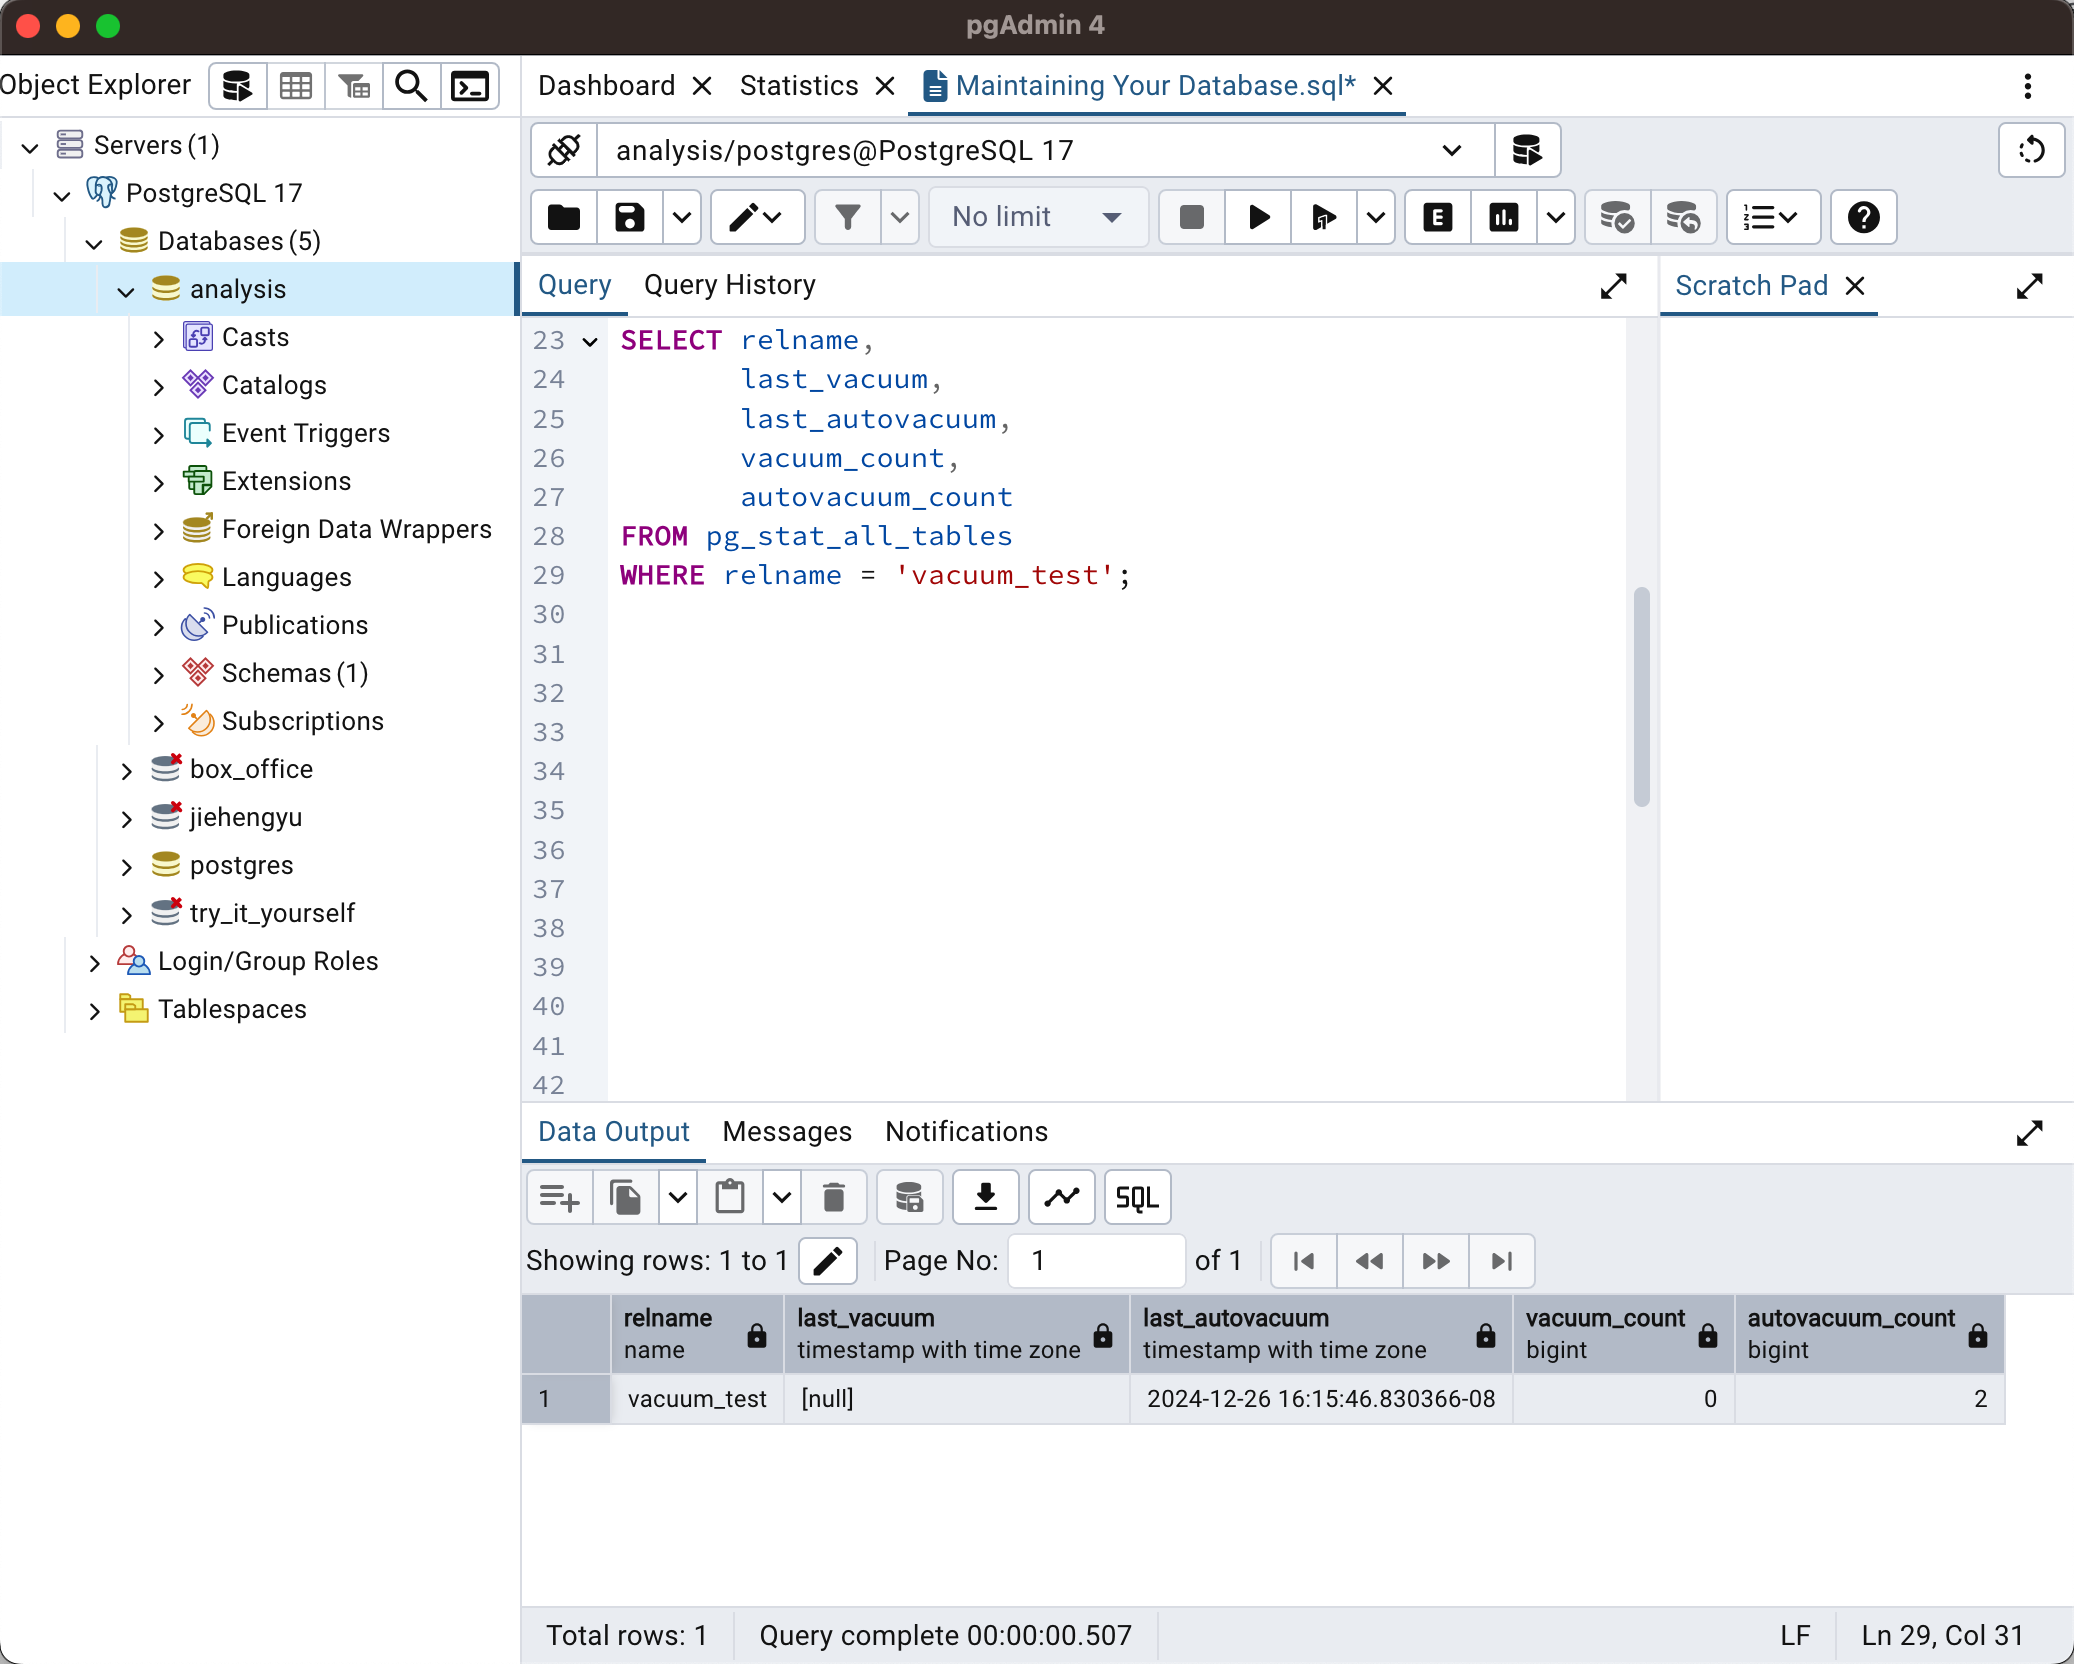 pgAdmin 4
Object Explorer
Dashboard
Statistics
Maintaining Your Database.sql*
Servers (1)
PostgreSQL 17
Databases (5)
analysis
Casts
Catalogs
Event Triggers
Extensions
Foreign Data Wrappers
Languages
Publications
Schemas (1)
Subscriptions
box_office
jiehengyu
postgres
try_it_yourself
Login/Group Roles
Tablespaces
analysis/postgres@PostgreSQL 17
No limit
E
Query
Query History
Scratch Pad
23 SELECT relname,
24 last_vacuum,
25 last_autovacuum,
26 vacuum_count,
27 autovacuum_count
28 FROM pg_stat_all_tables
29 WHERE relname = 'vacuum_test';
30
31
32
33
34
35
36
37
38
39
40
41
42
Data Output
Messages
Notifications
SQL
Showing rows: 1 to 1
Page No: 1 of 1
relname last_vacuum last_autovacuum vacuum_count autovacuum_count
name timestamp with time zone timestamp with time zone bigint bigint
1 vacuum_test [null] 2024-12-26 16:15:46.830366-08 0 2
Total rows: 1
Query complete 00:00:00.507
LF
Ln 29, Col 31